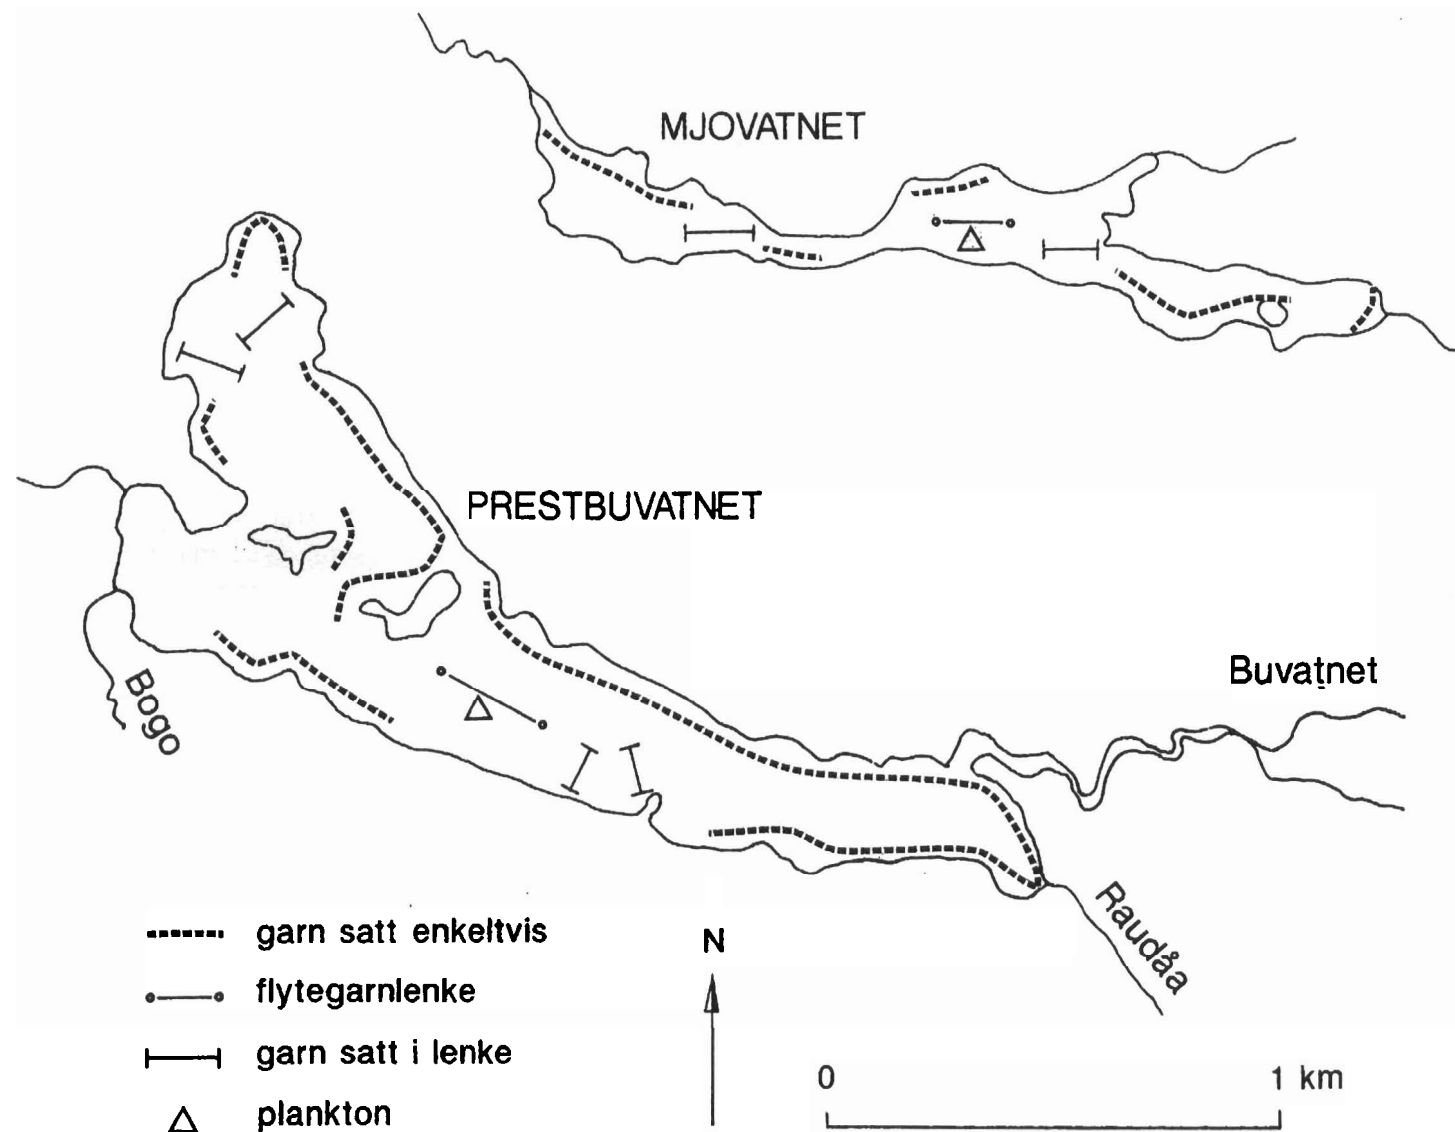 MJOVATNET
PRESTBUVATNET
Buvatnet
Bogo
Raudåa
garn satt enkeltvis
flytegarnlenke
garn satt i lenke
plankton
N
0 1 km